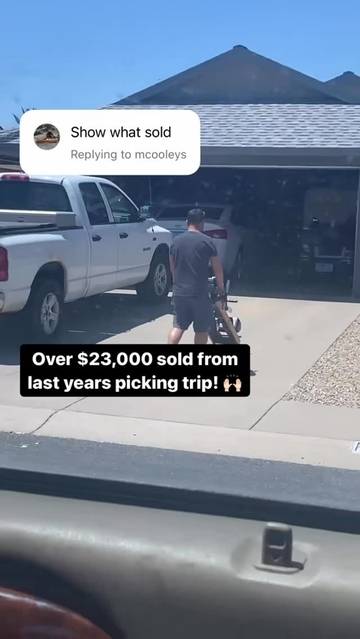 Show what sold
Replying to mcooleys
Over $23,000 sold from
last years picking trip! 🙌🏻